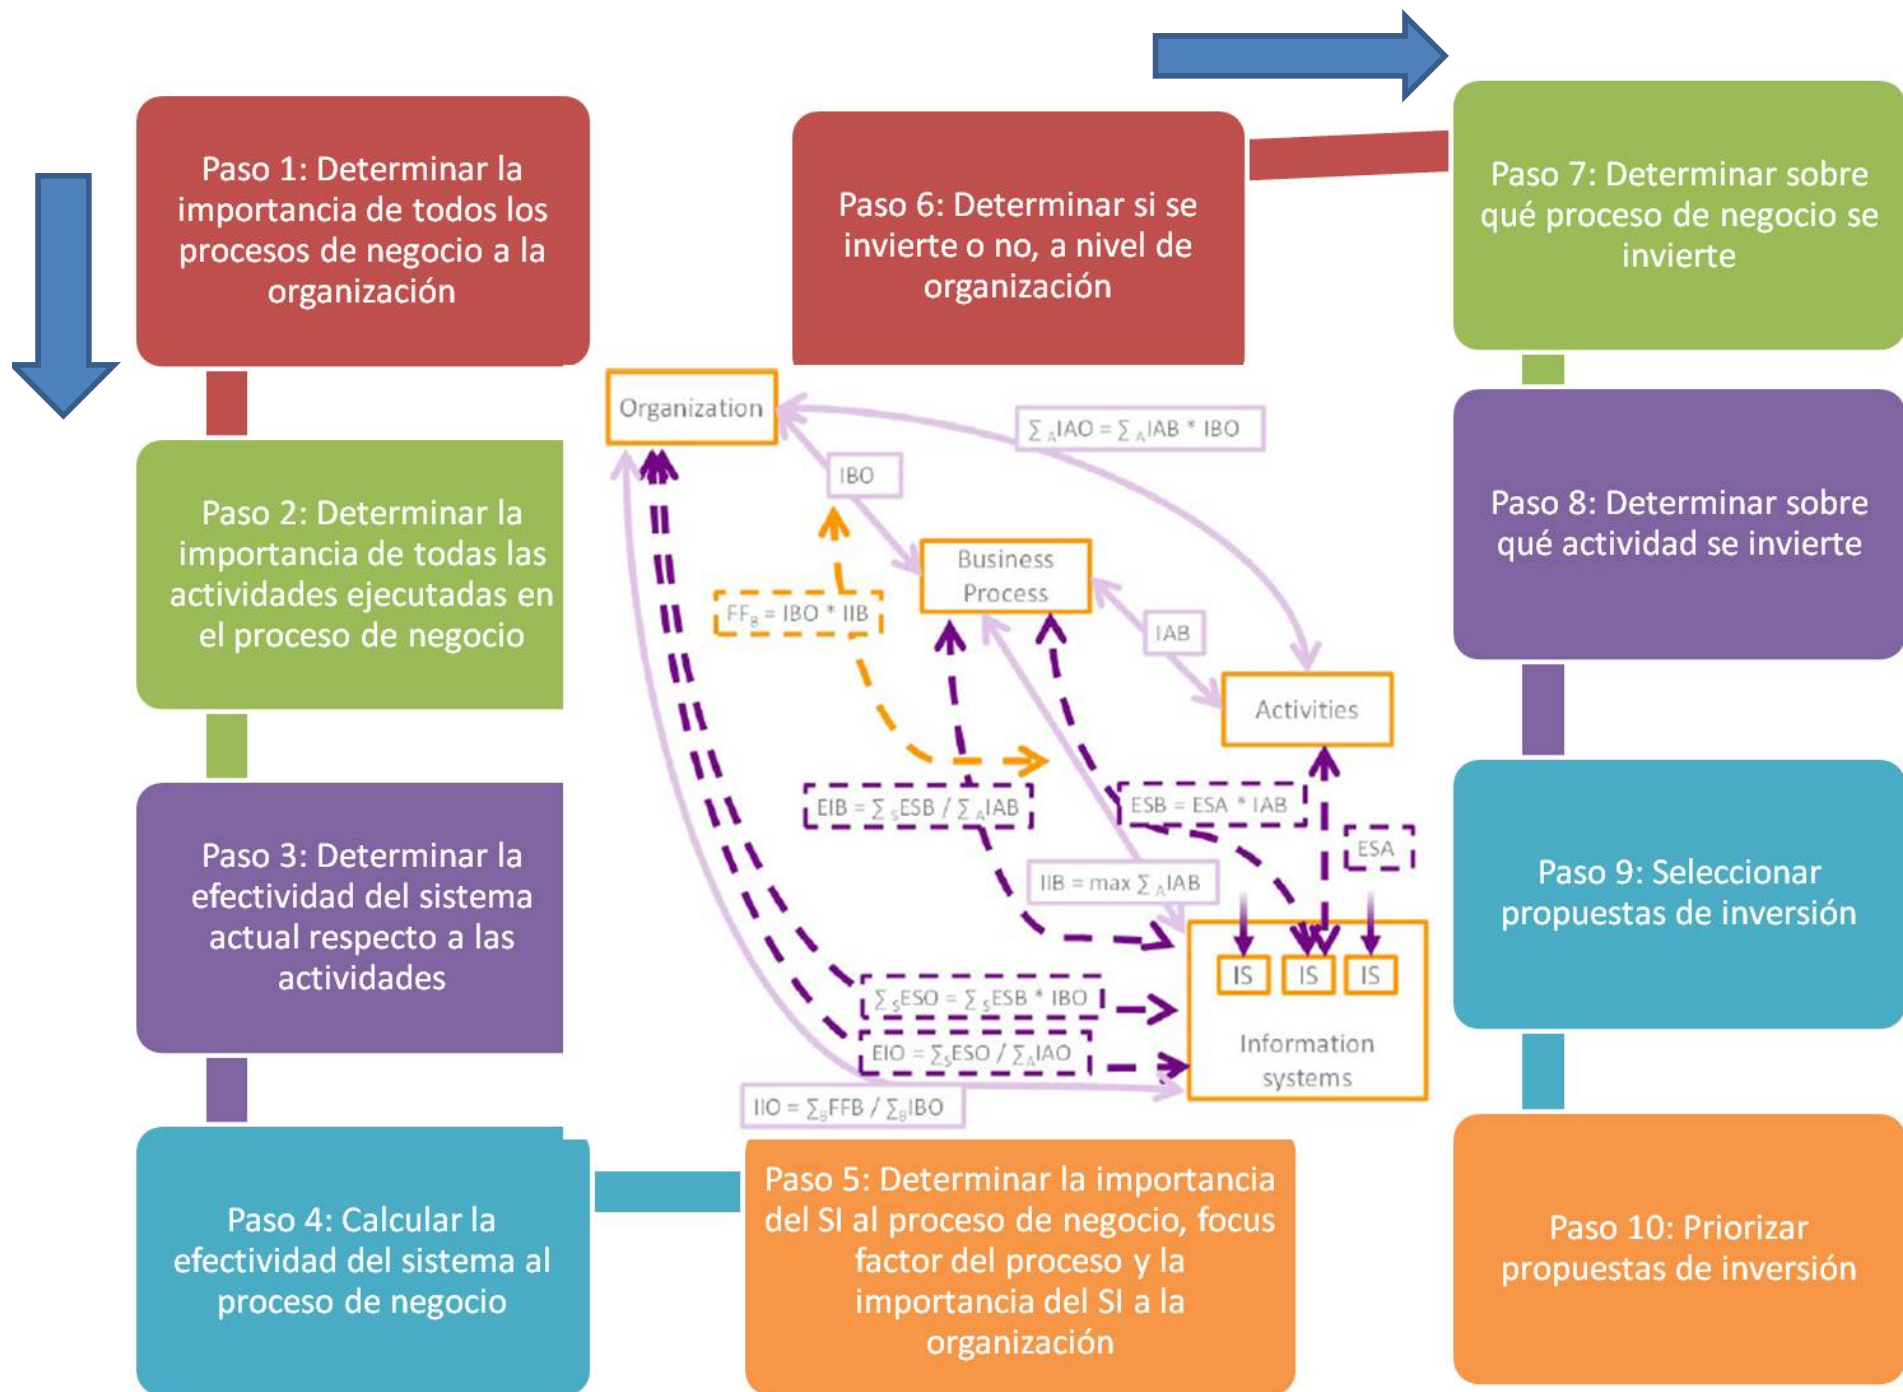 Paso 1: Determinar la
importancia de todos los
procesos de negocio a la
organización
Paso 2: Determinar la
importancia de todas las
actividades ejecutadas en
el proceso de negocio
Paso 3: Determinar la
efectividad del sistema
actual respecto a las
actividades
Paso 4: Calcular la
efectividad del sistema al
proceso de negocio
Paso 5: Determinar la importancia
del SI al proceso de negocio, focus
factor del proceso y la
importancia del SI a la
organización
Paso 6: Determinar si se
invierte o no, a nivel de
organización
Paso 7: Determinar sobre
qué proceso de negocio se
invierte
Paso 8: Determinar sobre
qué actividad se invierte
Paso 9: Seleccionar
propuestas de inversión
Paso 10: Priorizar
propuestas de inversión
Organization
∑AIAO = ∑AIAB * IBO
IBO
Business
Process
FFB = IBO * IIB
IAB
Activities
EIB = ∑SESB / ∑AIAB
ESB = ESA * IAB
ESA
IIB = max ∑AIAB
IS IS IS
∑SESO = ∑SESB * IBO
EIO = ∑SESO / ∑AIAO
Information
systems
IIO = ∑BFFB / ∑BIBO